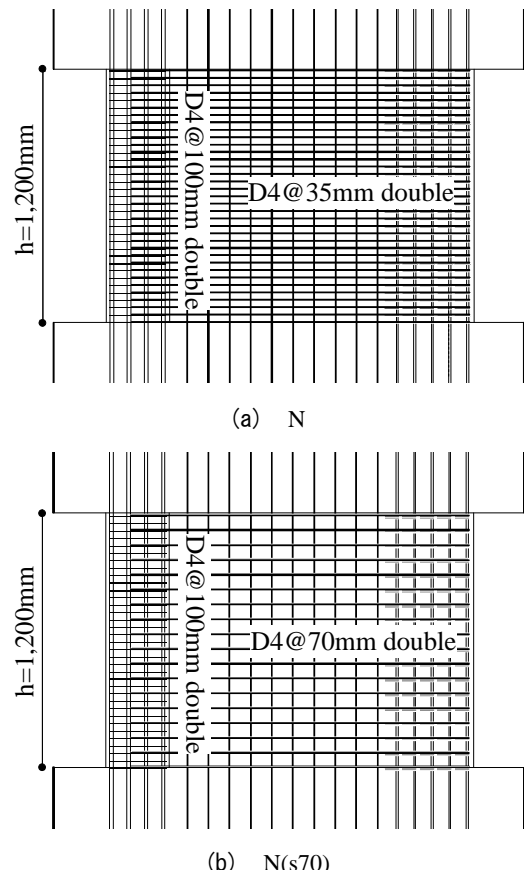 h=1,200mm
D4@100mm double
D4@35mm double
(a) N
h=1,200mm
D4@100mm double
D4@70mm double
(b) N(s70)